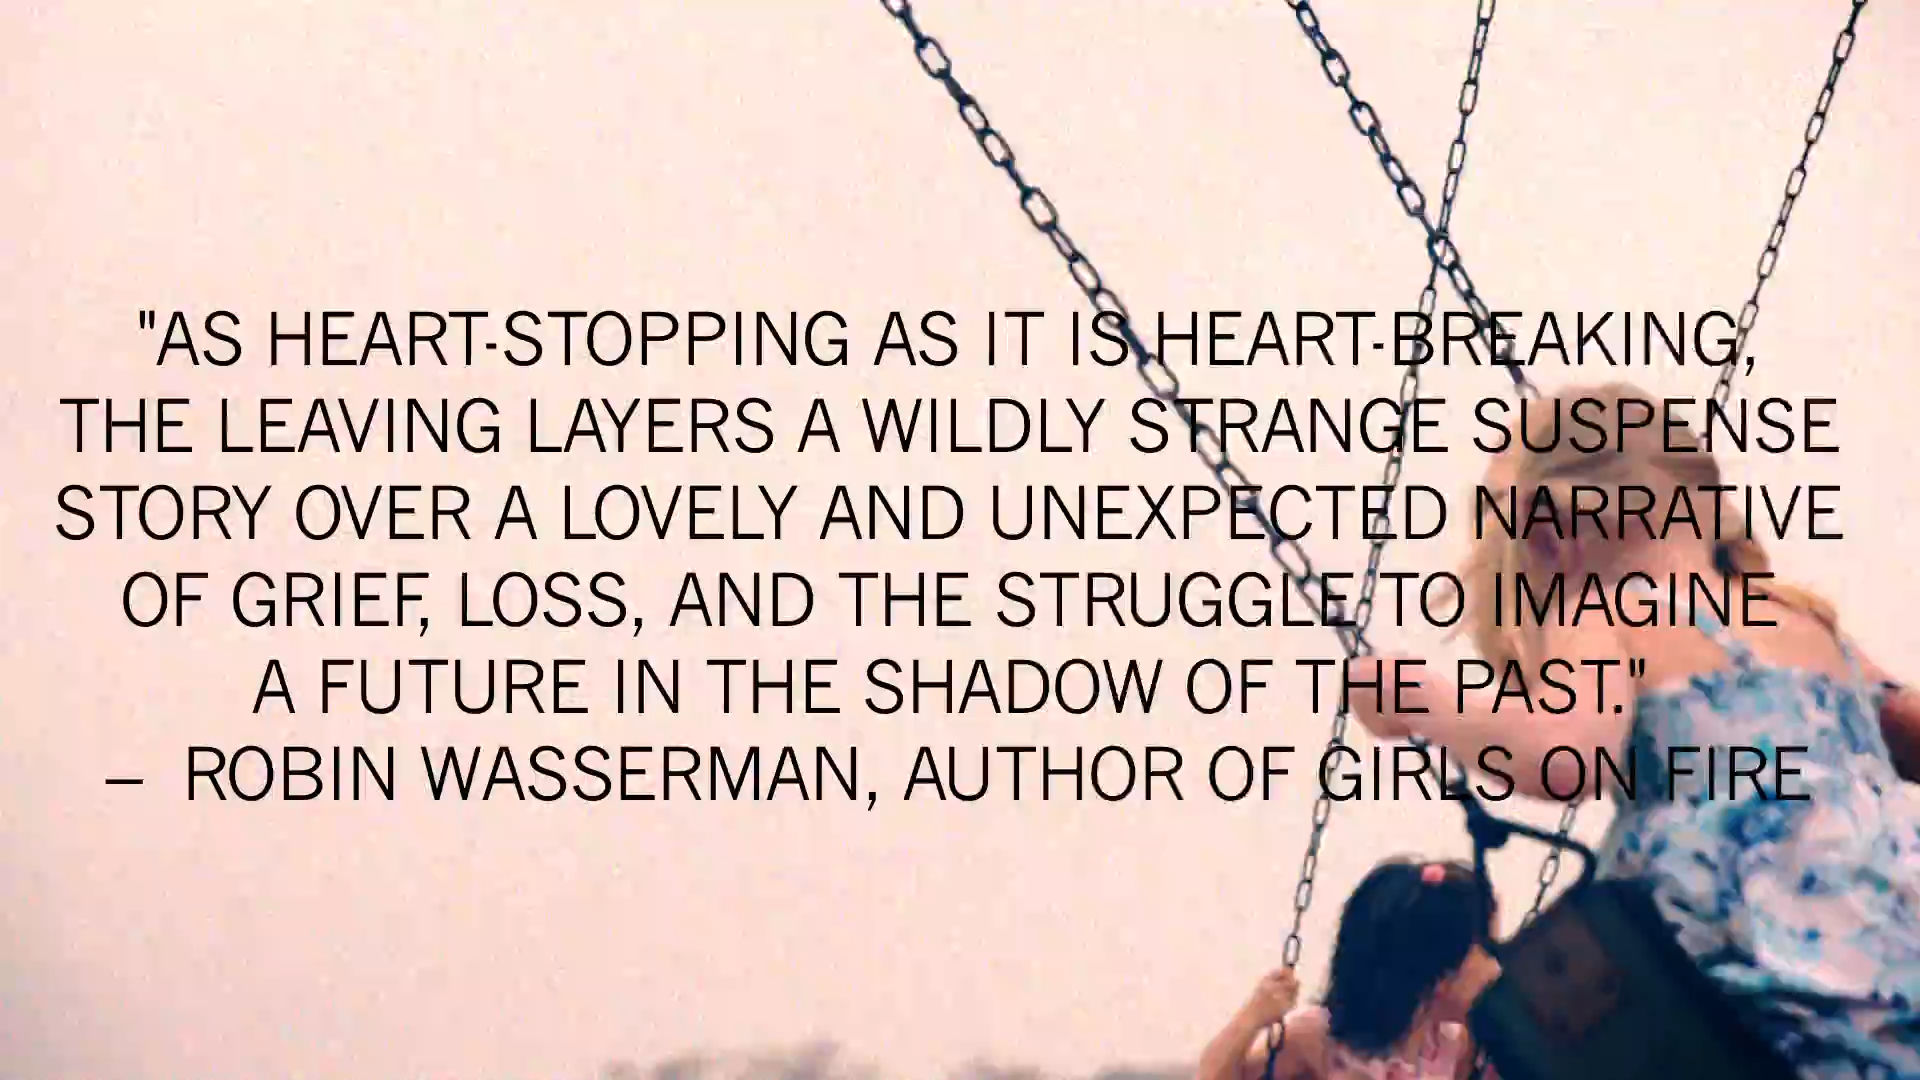 "AS HEART-STOPPING AS IT IS HEART-BREAKING,
THE LEAVING LAYERS A WILDLY STRANGE SUSPENSE
STORY OVER A LOVELY AND UNEXPECTED NARRATIVE
OF GRIEF, LOSS, AND THE STRUGGLE TO IMAGINE
A FUTURE IN THE SHADOW OF THE PAST."
– ROBIN WASSERMAN, AUTHOR OF GIRLS ON FIRE